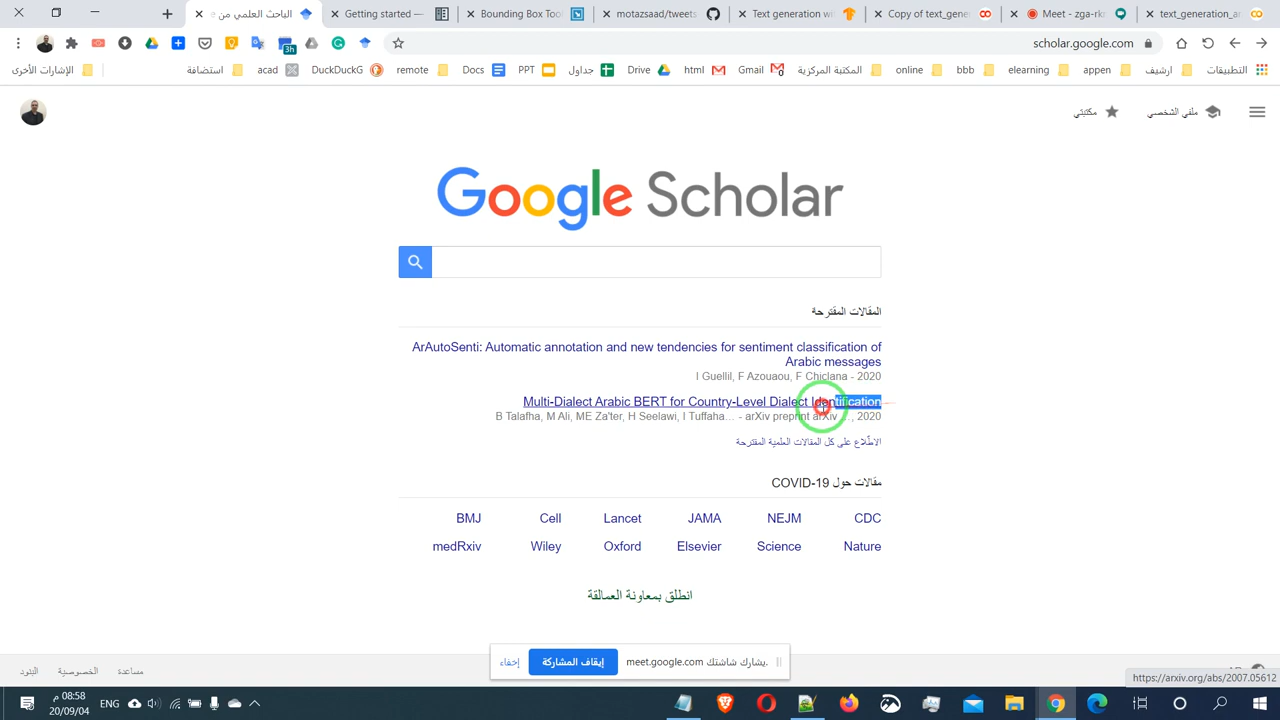 الباحث العلمي من
Getting started –
Bounding Box Too
motazsaad/tweets
Text generation wi
Copy of text_gener
Meet - zga-rk
text_generation_ar
scholar.google.com
3h
التطبيقات
ارشيف
appen
elearning
bbb
online
المكتبة المركزية
Gmail
html
Drive
جداول
PPT
Docs
remote
DuckDuckG
acad
استضافة
الإشارات الأخرى
ملفي الشخصي
مكتبتي
Google Scholar
المقالات المقترحة
ArAutoSenti: Automatic annotation and new tendencies for sentiment classification of
Arabic messages
I Guellil, F Azouaou, F Chiclana - 2020
Multi-Dialect Arabic BERT for Country-Level Dialect Identification
B Talafha, M Ali, ME Za'ter, H Seelawi, I Tuffaha… - arXiv preprint arXiv …, 2020
الاطّلاع على كل المقالات العلمية المقترحة
مقالات حول COVID-19
CDC NEJM JAMA Lancet Cell BMJ
Nature Science Elsevier Oxford Wiley medRxiv
انطلق بمعاونة العمالقة
يشارك شاشتك meet.google.com.
إيقاف المشاركة
إخفاء
مساعدة
الخصوصية
البنود
https://arxiv.org/abs/2007.05612
ENG
08:58 م
20/09/04